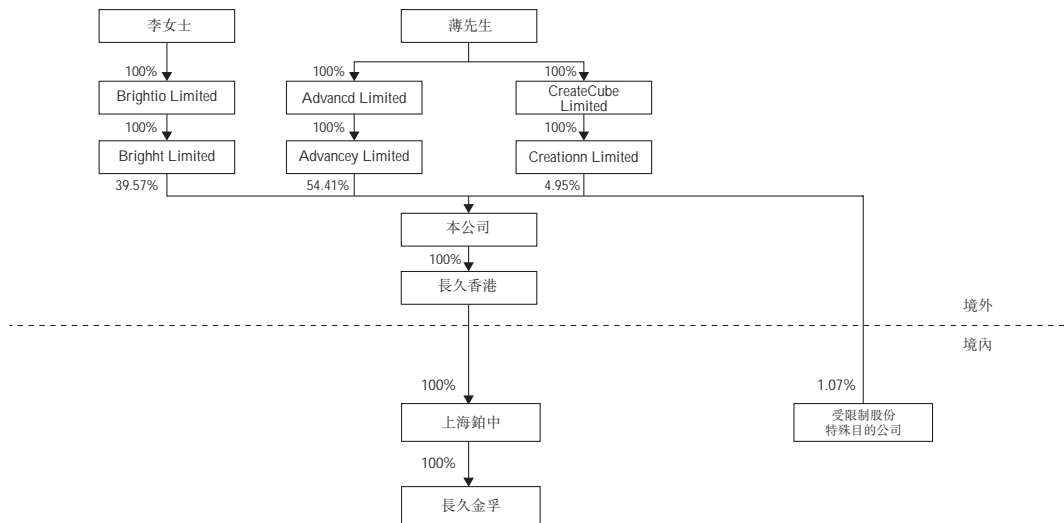 李女士
薄先生
100%
100%
100%
Brightio Limited
Advancd Limited
CreateCube
Limited
100%
100%
100%
Brighht Limited
Advancey Limited
Creationn Limited
39.57%
54.41%
4.95%
本公司
100%
長久香港
境外
境內
100%
1.07%
上海鉑中
受限制股份
特殊目的公司
100%
長久金孚